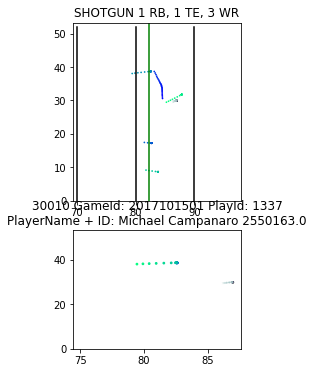 SHOTGUN 1 RB, 1 TE, 3 WR
50
40
30
20
10
0
70 80 90
30010 GameId: 2017101501 PlayId: 1337
PlayerName + ID: Michael Campanaro 2550163.0
40
20
0
75 80 85